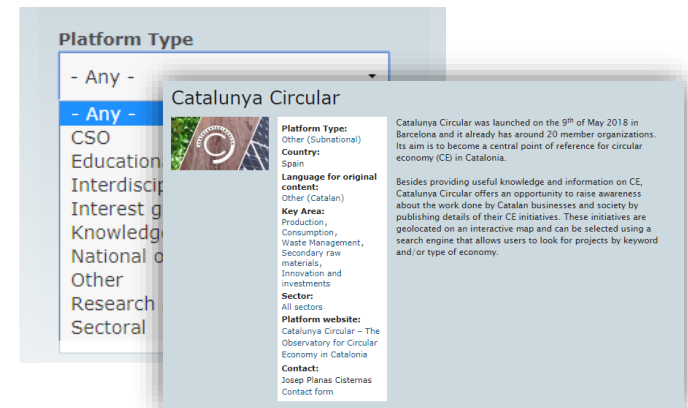 Platform Type
- Any -
- Any -
CSO
Educationa
Interdiscip
Interest g
Knowledg
National o
Other
Research
Sectoral
Catalunya Circular
Platform Type:
Other (Subnational)
Country:
Spain
Language for original
content:
Other (Catalan)
Key Area:
Production,
Consumption,
Waste Management,
Secondary raw
materials,
Innovation and
investments
Sector:
All sectors
Platform website:
Catalunya Circular – The
Observatory for Circular
Economy in Catalonia
Contact:
Josep Planas Cisternas
Contact form
Catalunya Circular was launched on the 9th of May 2018 in
Barcelona and it already has around 20 member organizations.
Its aim is to become a central point of reference for circular
economy (CE) in Catalonia.
Besides providing useful knowledge and information on CE,
Catalunya Circular offers an opportunity to raise awareness
about the work done by Catalan businesses and society by
publishing details of their CE initiatives. These initiatives are
geolocated on an interactive map and can be selected using a
search engine that allows users to look for projects by keyword
and/or type of economy.